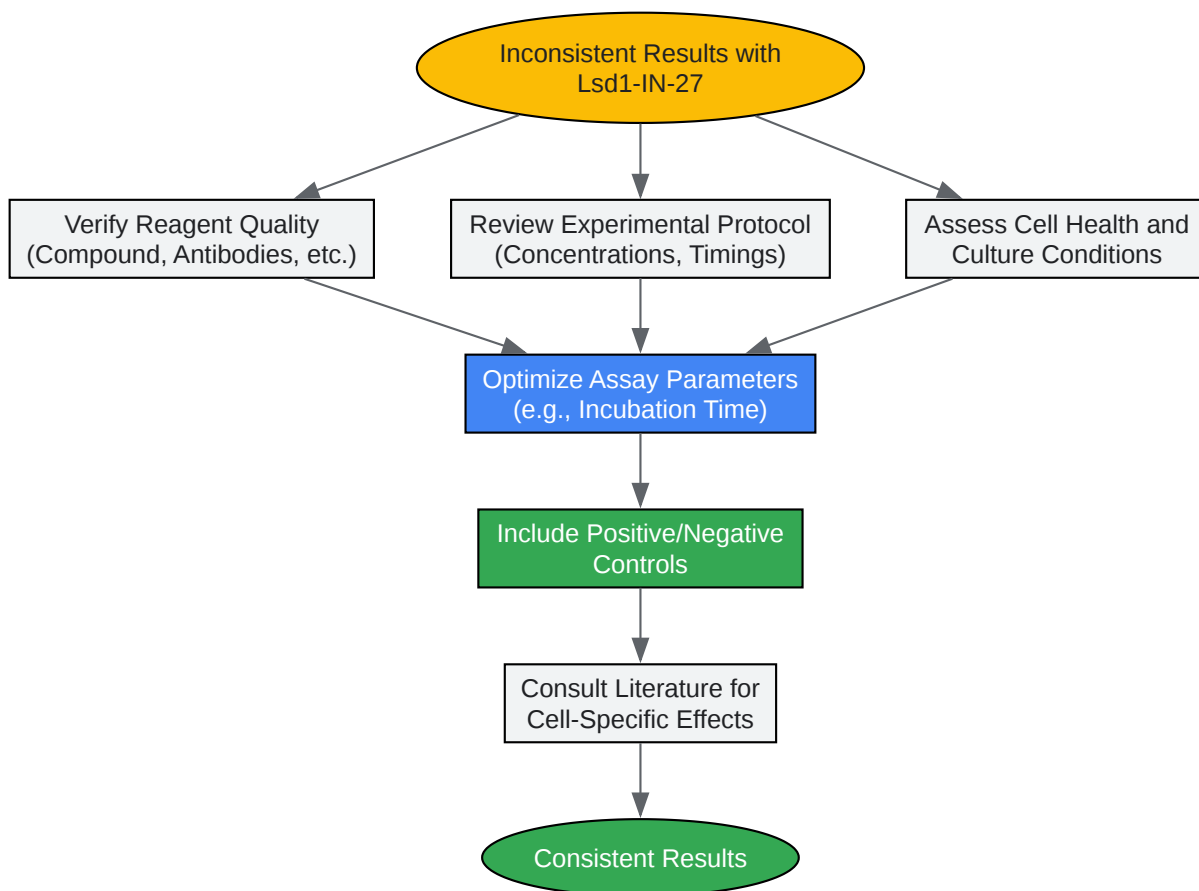 Inconsistent Results with
Lsd1-IN-27
Verify Reagent Quality
(Compound, Antibodies, etc.)
Review Experimental Protocol
(Concentrations, Timings)
Assess Cell Health and
Culture Conditions
Optimize Assay Parameters
(e.g., Incubation Time)
Include Positive/Negative
Controls
Consult Literature for
Cell-Specific Effects
Consistent Results